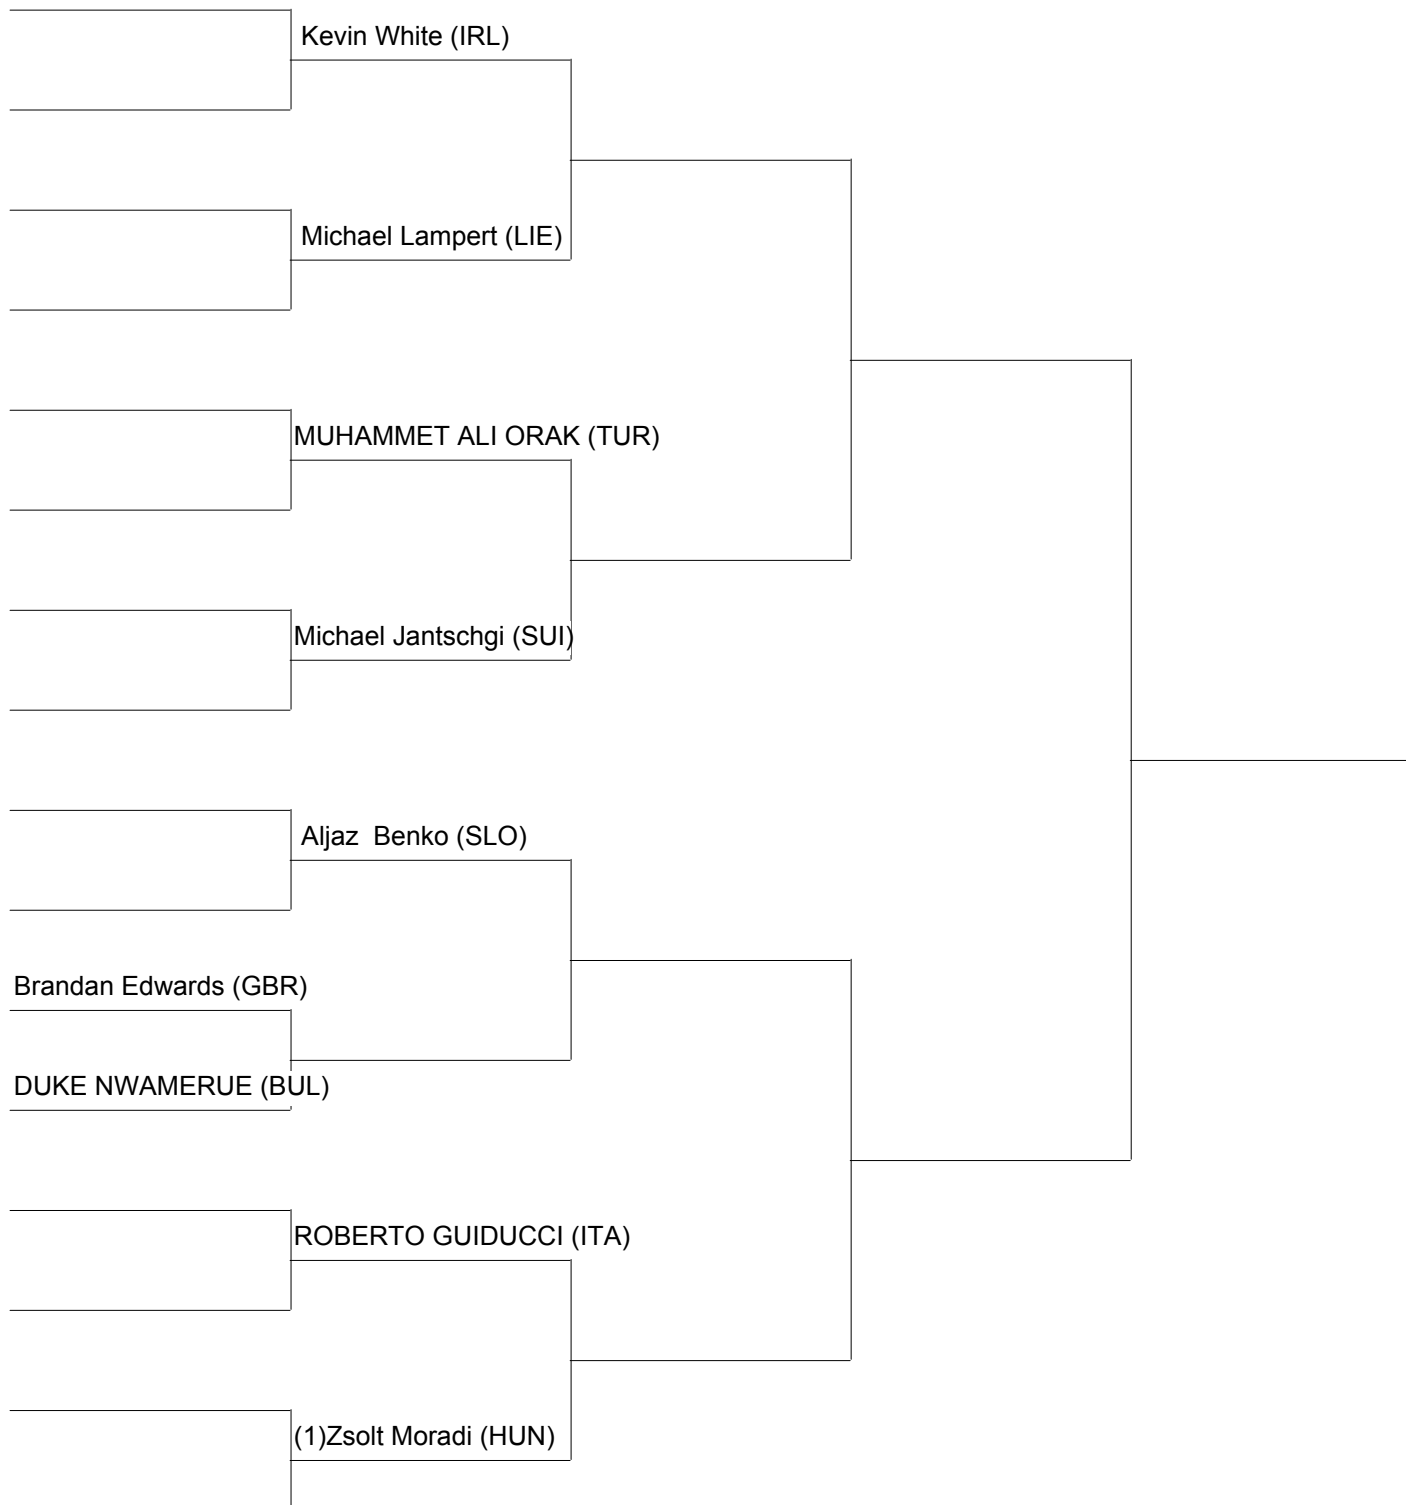 Kevin White (IRL)
Michael Lampert (LIE)
MUHAMMET ALI ORAK (TUR)
Michael Jantschgi (SUI)
Aljaz  Benko (SLO)
Brandan Edwards (GBR)
DUKE NWAMERUE (BUL)
ROBERTO GUIDUCCI (ITA)
(1)Zsolt Moradi (HUN)